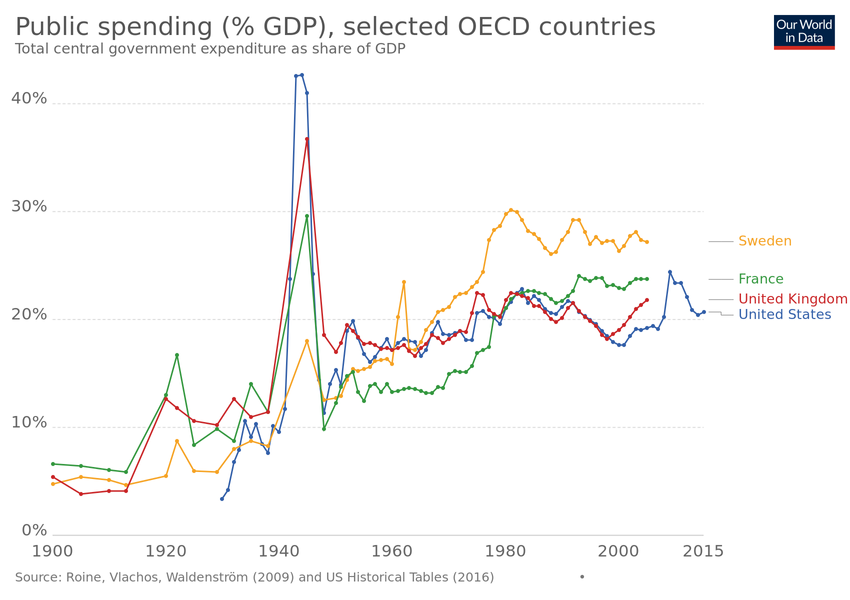 Public spending (% GDP), selected OECD countries
Total central government expenditure as share of GDP
Our World
in Data
40%
30%
20%
10%
0%
Sweden
France
United Kingdom
United States
1900 1920 1940 1960 1980 2000 2015
Source: Roine, Vlachos, Waldenström (2009) and US Historical Tables (2016) •